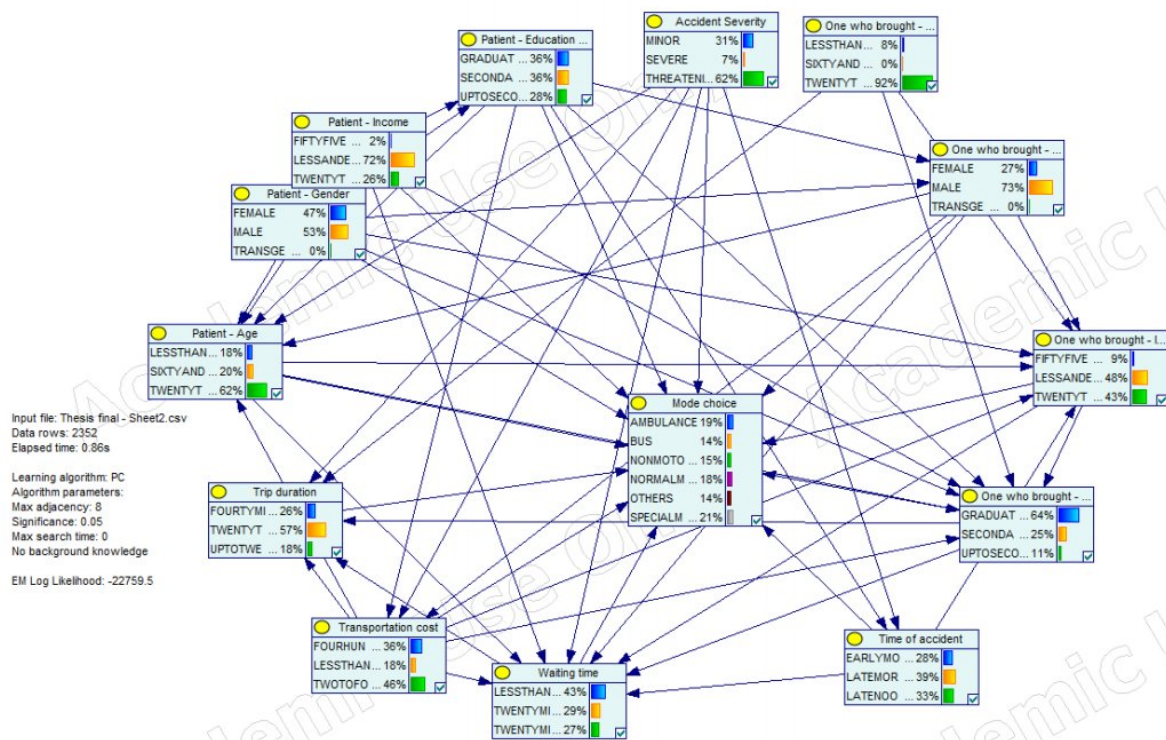 Patient - Education ...
GRADUAT ... 36%
SECONDA ... 36%
UPTOSECO... 28%
Accident Severity
MINOR 31%
SEVERE 7%
THREATENI... 62%
One who brought - ...
LESSTHAN ... 8%
SIXTYAND ... 0%
TWENTYT ... 92%
Patient - Income
FIFTYFIVE ... 2%
LESSANDE... 72%
TWENTYT ... 26%
One who brought - ...
FEMALE 27%
MALE 73%
TRANSGE ... 0%
Patient - Gender
FEMALE 47%
MALE 53%
TRANSGE ... 0%
Patient - Age
LESSTHAN... 18%
SIXTYAND ... 20%
TWENTYT ... 62%
One who brought - I...
FIFTYFIVE ... 9%
LESSANDE... 48%
TWENTYT ... 43%
Mode choice
AMBULANCE 19%
BUS 14%
NONMOTO ... 15%
NORMALM ... 18%
OTHERS 14%
SPECIALM ... 21%
Input file: Thesis final - Sheet2.csv
Data rows: 2352
Elapsed time: 0.86s
Learning algorithm: PC
Algorithm parameters:
Max adjacency: 8
Significance: 0.05
Max search time: 0
No background knowledge
EM Log Likelihood: -22759.5
Trip duration
FOURTYMI ... 26%
TWENTYT ... 57%
UPTOTWE ... 18%
One who brought - ...
GRADUAT ... 64%
SECONDA ... 25%
UPTOSECO... 11%
Transportation cost
FOURHUN ... 36%
LESSTHAN ... 18%
TWOTOFO ... 46%
Waiting time
LESSTHAN ... 43%
TWENTYMI... 29%
TWENTYMI... 27%
Time of accident
EARLYMO ... 28%
LATEMOR ... 39%
LATENOO ... 33%
Academic Use On
Academic
Use On